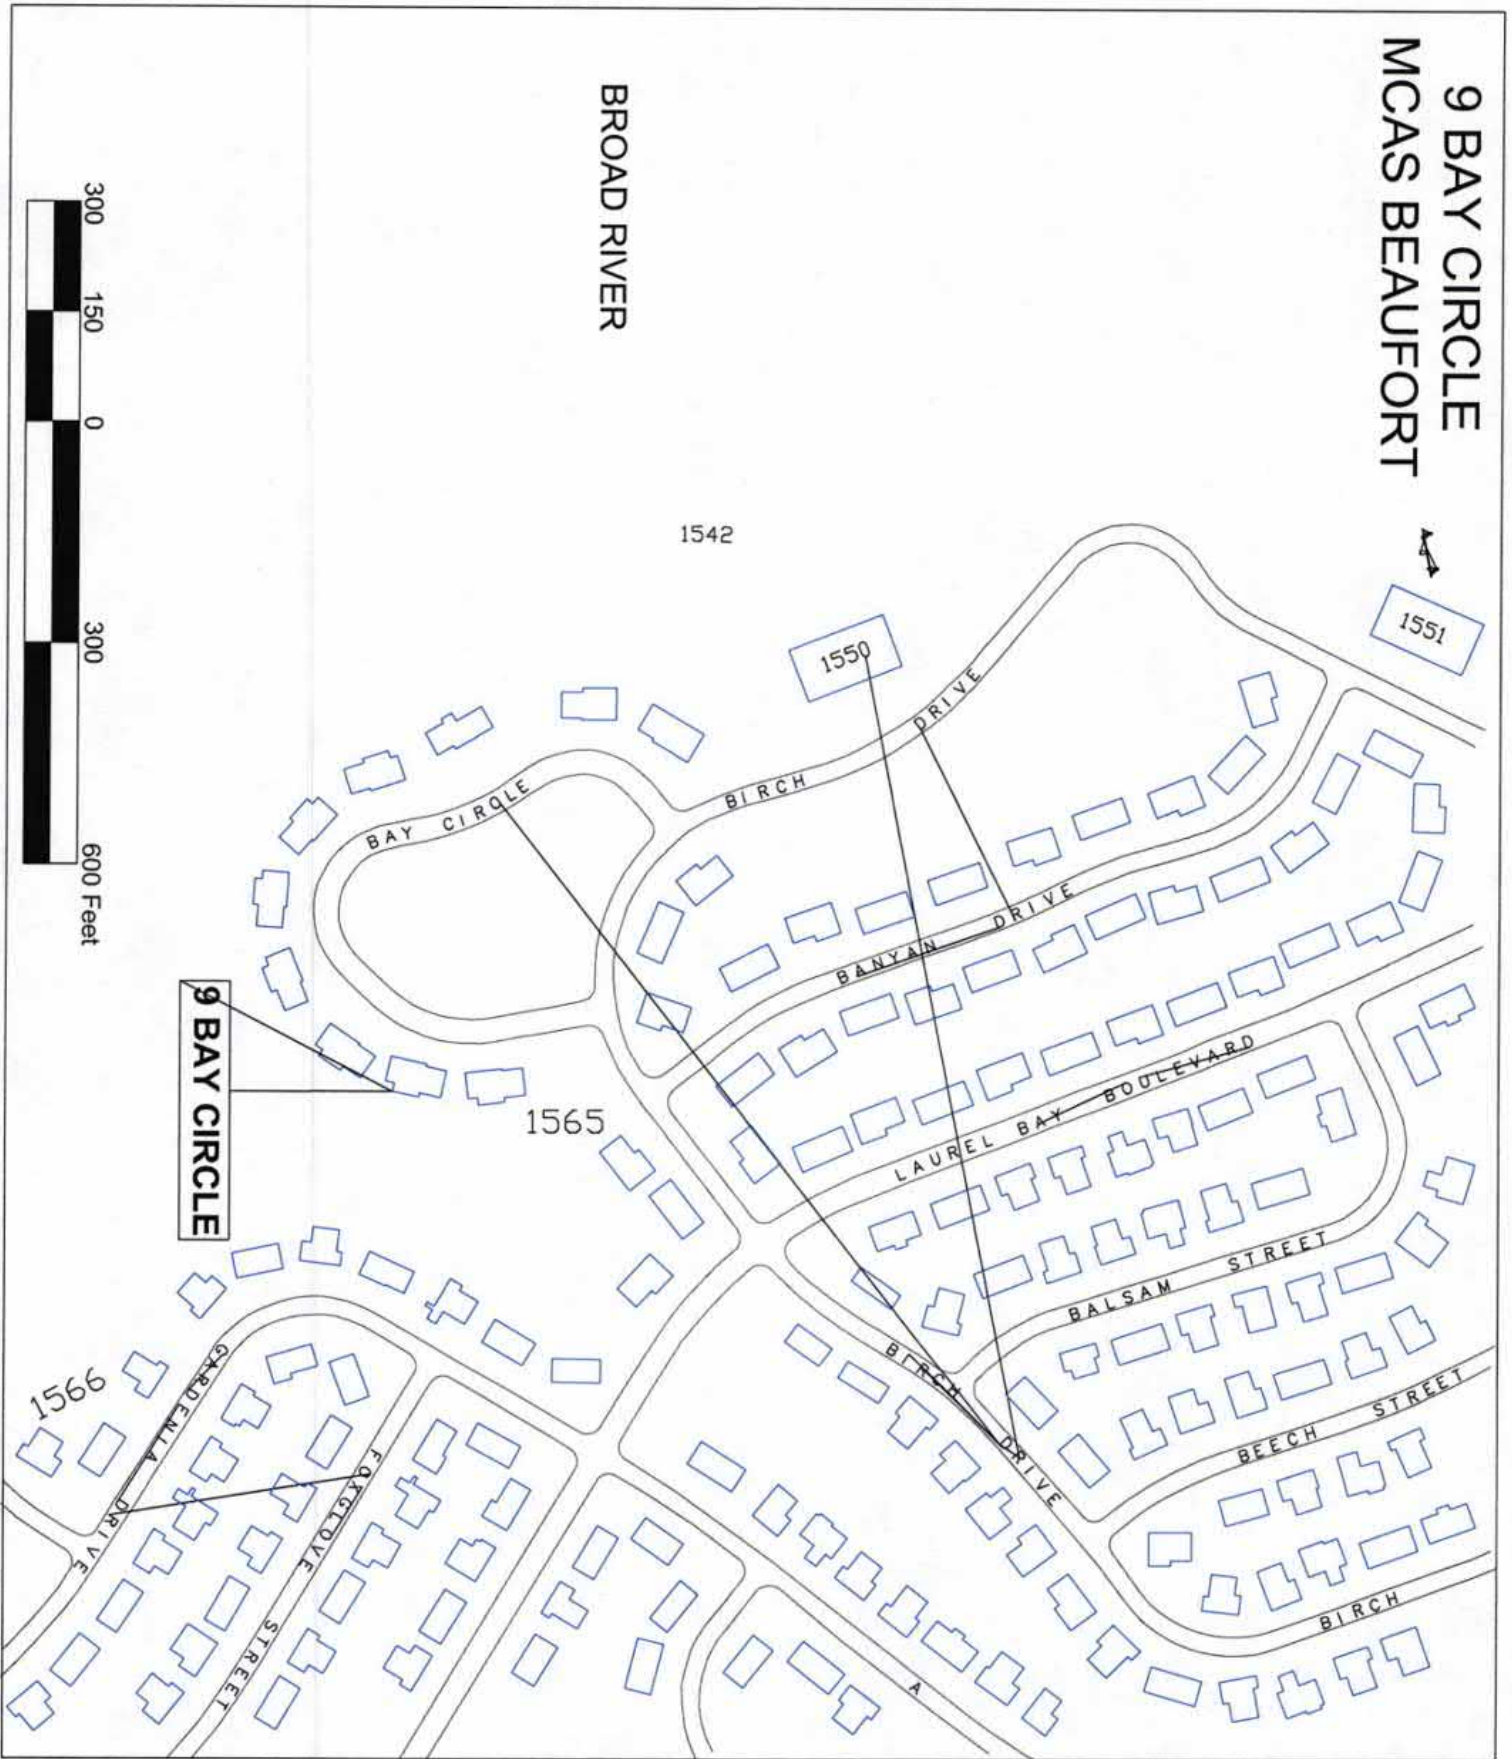 9 BAY CIRCLE
MCAS BEAUFORT
1551
BROAD RIVER
1542
1550
BIRCH DRIVE
BAY CIRCLE
BANYAN DRIVE
LAUREL BAY BOULEVARD
BALSAM STREET
BEECH STREET
BIRCH DRIVE
BIRCH
9 BAY CIRCLE
1565
1566
GARDENIA DRIVE
FOXGLOVE STREET
A
300 150 0 300 600 Feet